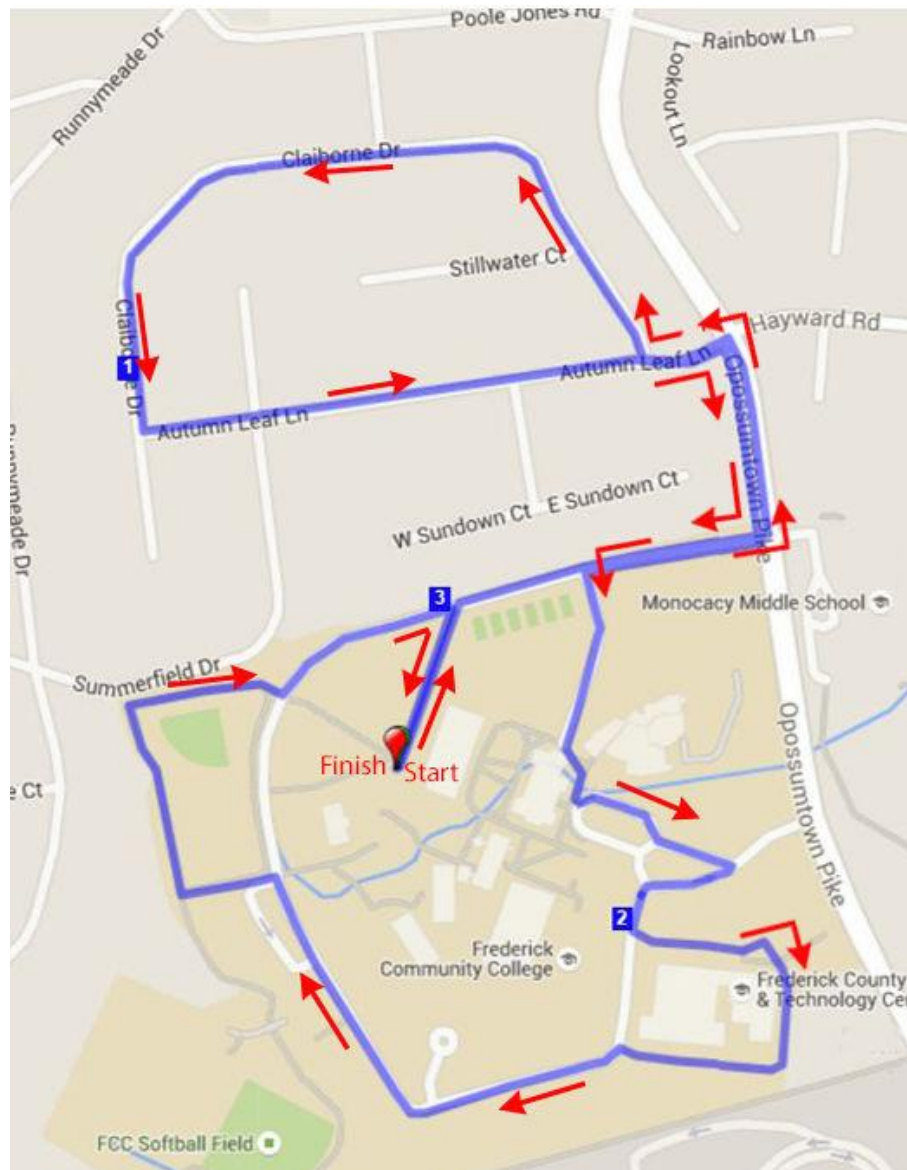 Poole Jones Rd
Rainbow Ln
Runnymeade Dr
Lookout Ln
Claiborne Dr
Stillwater Ct
Hayward Rd
Claiborne Dr
1
Autumn Leaf Ln
Opossumtown Pike
Autumn Leaf Ln
Runnymeade Dr
W Sundown Ct
E Sundown Ct
3
Monocacy Middle School
Summerfield Dr
Finish
Start
Opossumtown Pike
e Ct
2
Frederick
Community College
Frederick County
& Technology Cer
FCC Softball Field